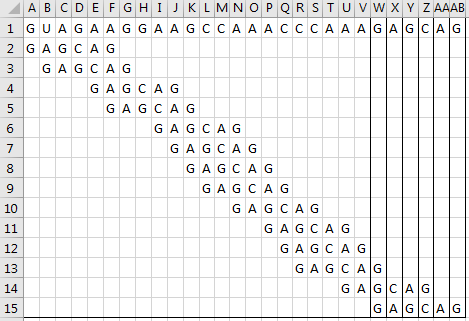 A B C D E F G H I J K L M N O P Q R S T U V W X Y Z AA AB
1 G U A G A A G G A A G C C A A A C C C A A A G A G C A G
2 G A G C A G
3 G A G C A G
4 G A G C A G
5 G A G C A G
6 G A G C A G
7 G A G C A G
8 G A G C A G
9 G A G C A G
10 G A G C A G
11 G A G C A G
12 G A G C A G
13 G A G C A G
14 G A G C A G
15 G A G C A G